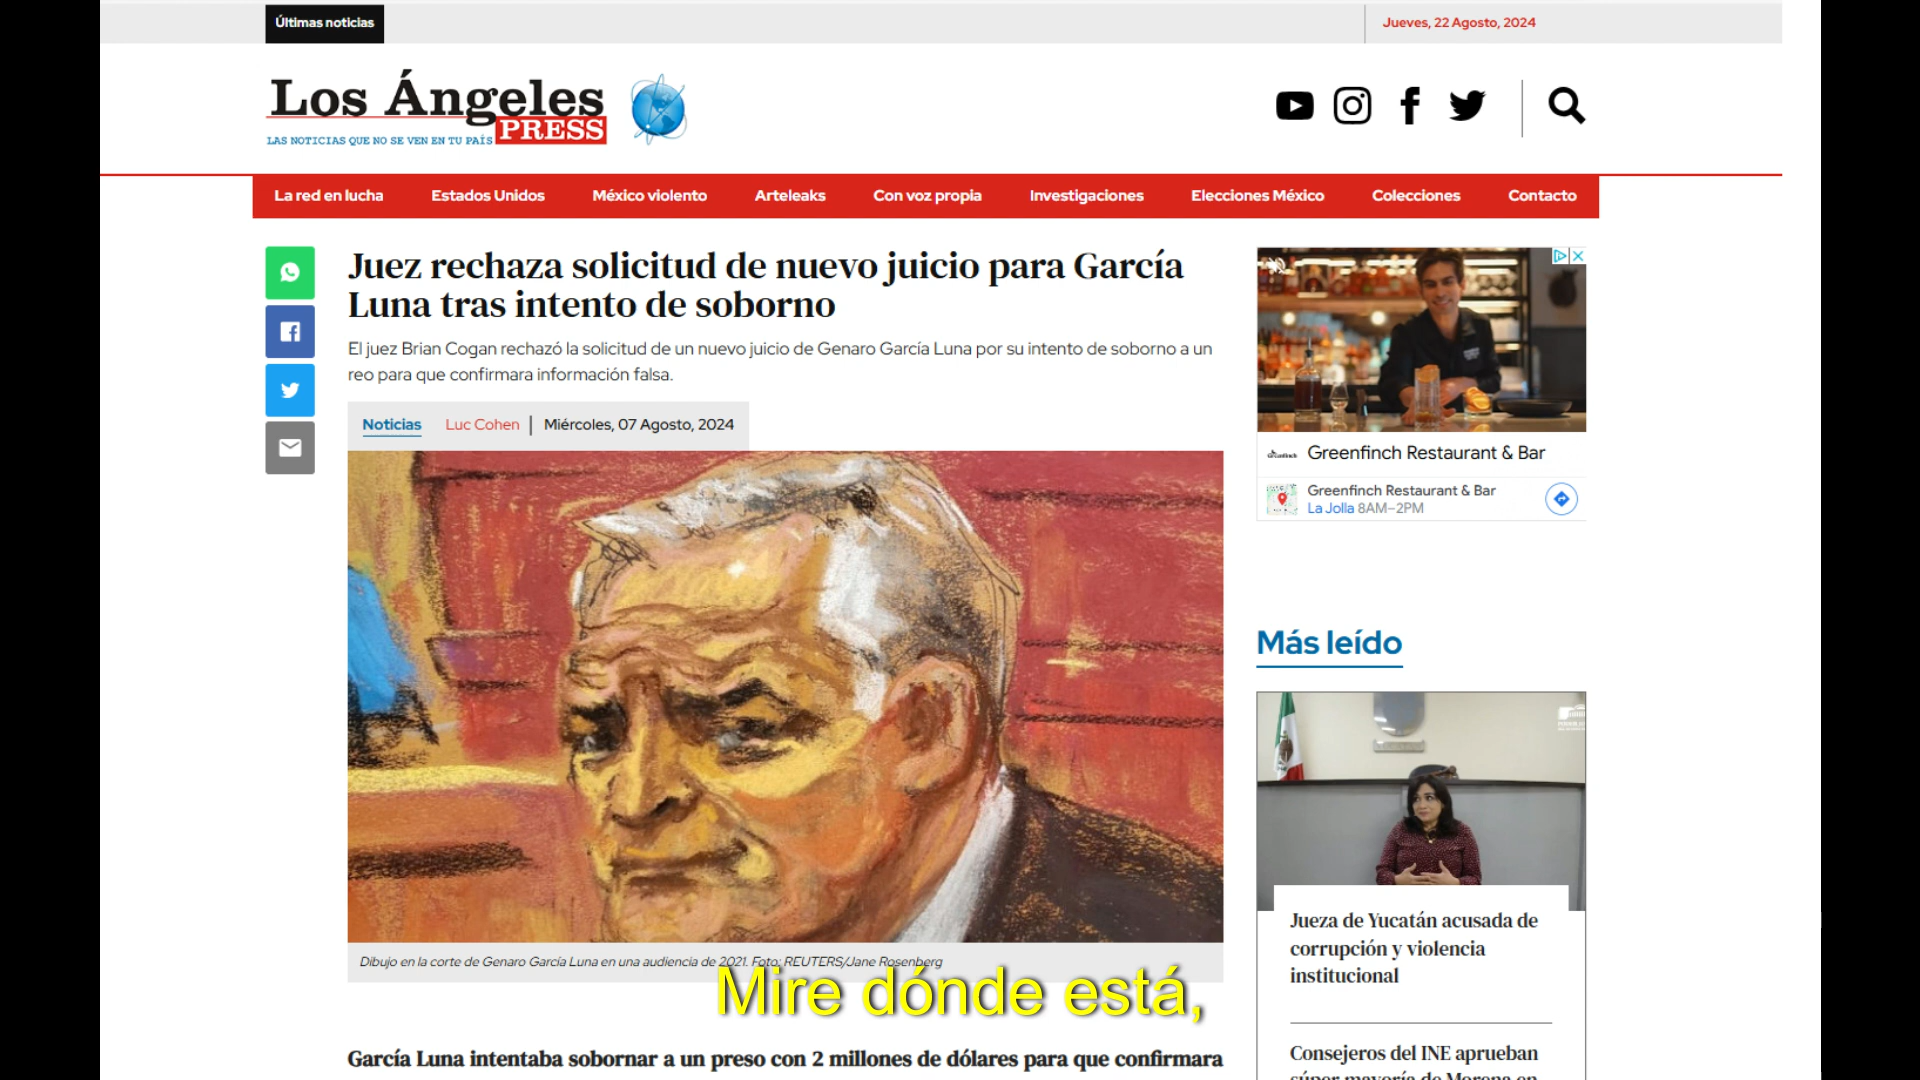 Últimas noticias
Jueves, 22 Agosto, 2024
Los Ángeles
PRESS
LAS NOTICIAS QUE NO SE VEN EN TU PAÍS
La red en lucha
Estados Unidos
México violento
Arteleaks
Con voz propia
Investigaciones
Elecciones México
Colecciones
Contacto
Juez rechaza solicitud de nuevo juicio para García
Luna tras intento de soborno
El juez Brian Cogan rechazó la solicitud de un nuevo juicio de Genaro García Luna por su intento de soborno a un
reo para que confirmara información falsa.
Noticias
Luc Cohen
Miércoles, 07 Agosto, 2024
Dibujo en la corte de Genaro García Luna en una audiencia de 2021. Foto: REUTERS/Jane Rosenberg
Mire dónde está,
García Luna intentaba sobornar a un preso con 2 millones de dólares para que confirmara
Greenfinch Restaurant & Bar
Greenfinch Restaurant & Bar
La Jolla 8AM–2PM
Más leído
Jueza de Yucatán acusada de
corrupción y violencia
institucional
Consejeros del INE aprueban
súper mayoría de Morena en